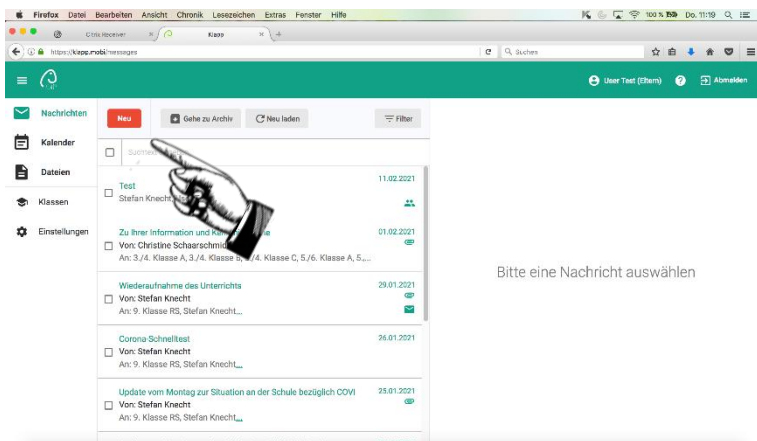 Firefox Datei Bearbeiten Ansicht Chronik Lesezeichen Extras Fenster Hilfe 100 % Do. 11:19
Citrix Receiver Klapp
https://klapp.mobi/messages Suchen
User Test (Eltern) Abmelden
Nachrichten
Kalender
Dateien
Klassen
Einstellungen
Neu Gehe zu Archiv Neu laden Filter
Test 11.02.2021
Stefan Knecht,
Zu Ihrer Information und 01.02.2021
Von: Christine Schaarschmid
An: 3./4. Klasse A, 3./4. Klasse B, 3./4. Klasse C, 5./6. Klasse A, 5.,...
Wiederaufnahme des Unterrichts 29.01.2021
Von: Stefan Knecht
An: 9. Klasse RS, Stefan Knecht,,,
Corona-Schnelltest 26.01.2021
Von: Stefan Knecht
An: 9. Klasse RS, Stefan Knecht,,,
Update vom Montag zur Situation an der Schule bezüglich COVI 25.01.2021
Von: Stefan Knecht
An: 9. Klasse RS, Stefan Knecht,,,
Bitte eine Nachricht auswählen